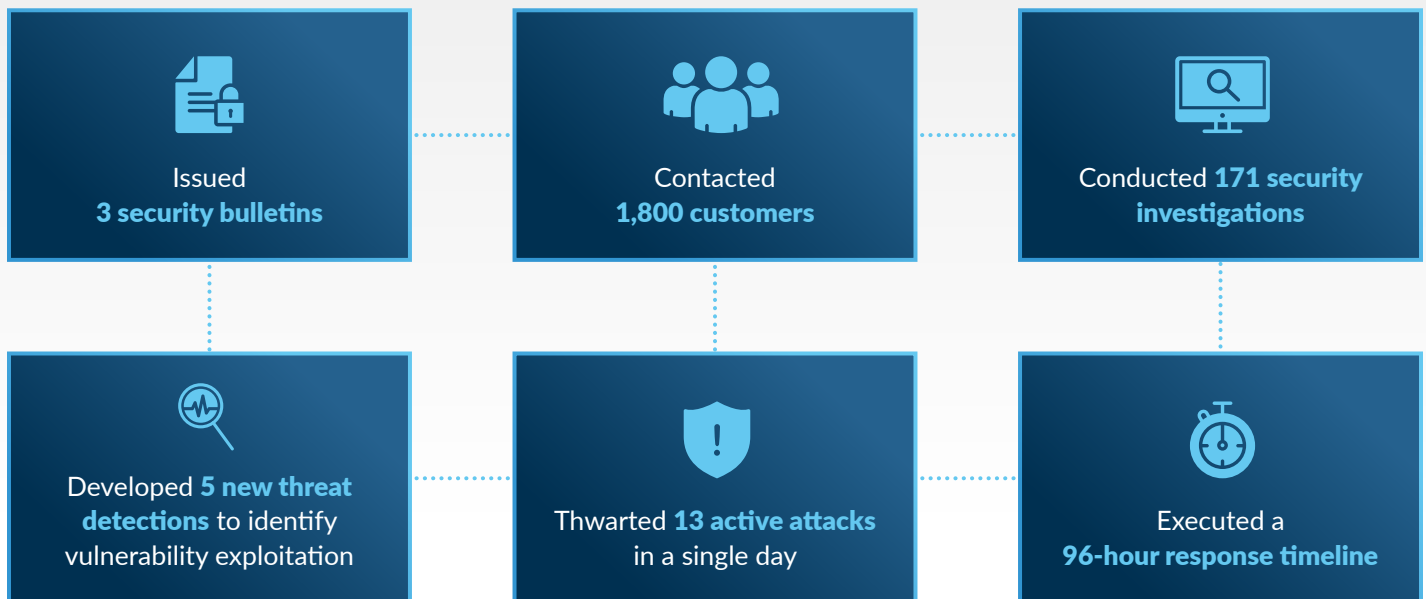 Issued
3 security bulletins
Contacted
1,800 customers
Conducted 171 security
investigations
Developed 5 new threat
detections to identify
vulnerability exploitation
Thwarted 13 active attacks
in a single day
Executed a
96-hour response timeline